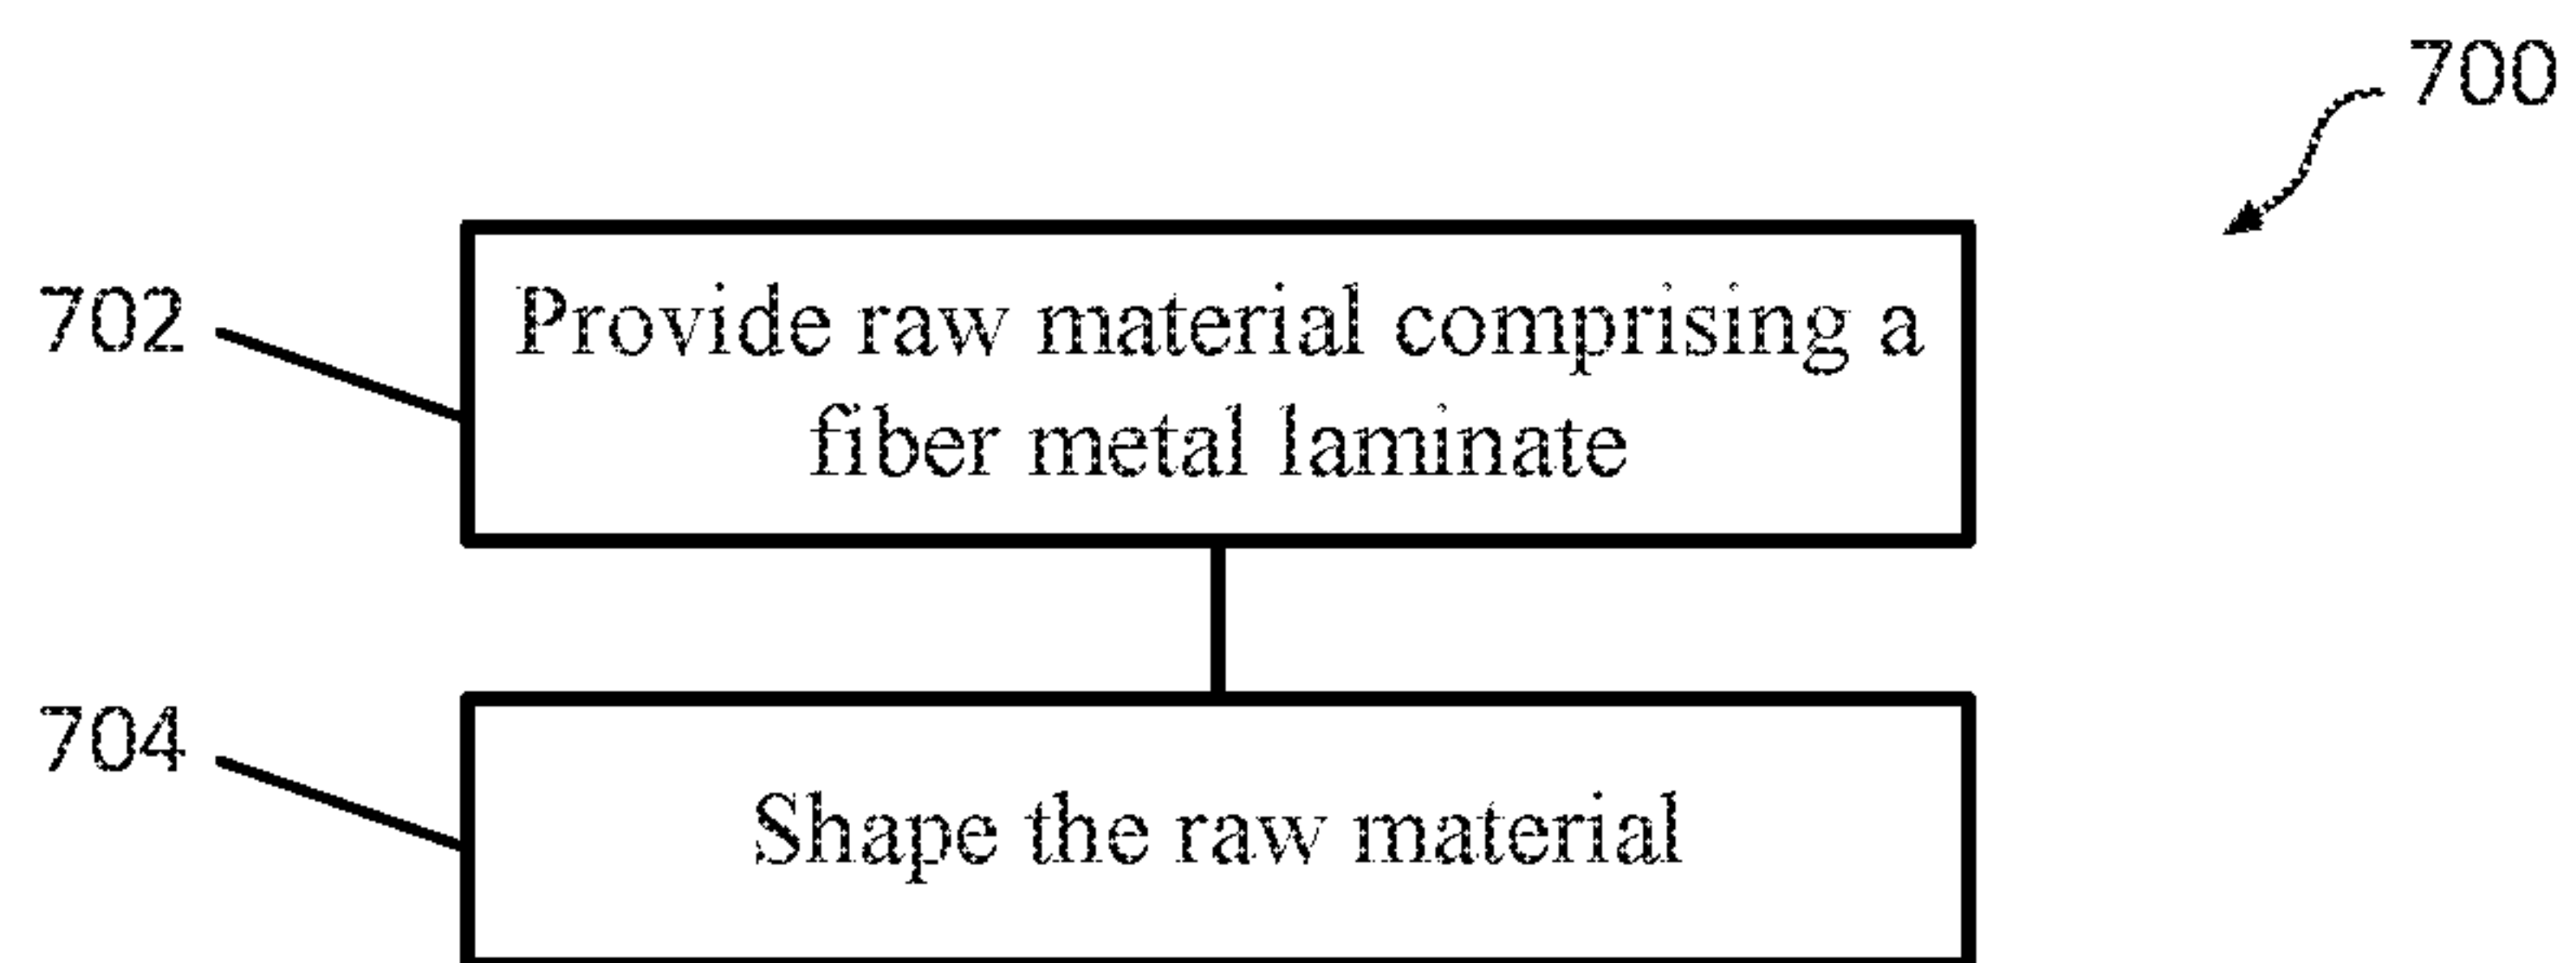 700
702
Provide raw material comprising a
fiber metal laminate
704
Shape the raw material